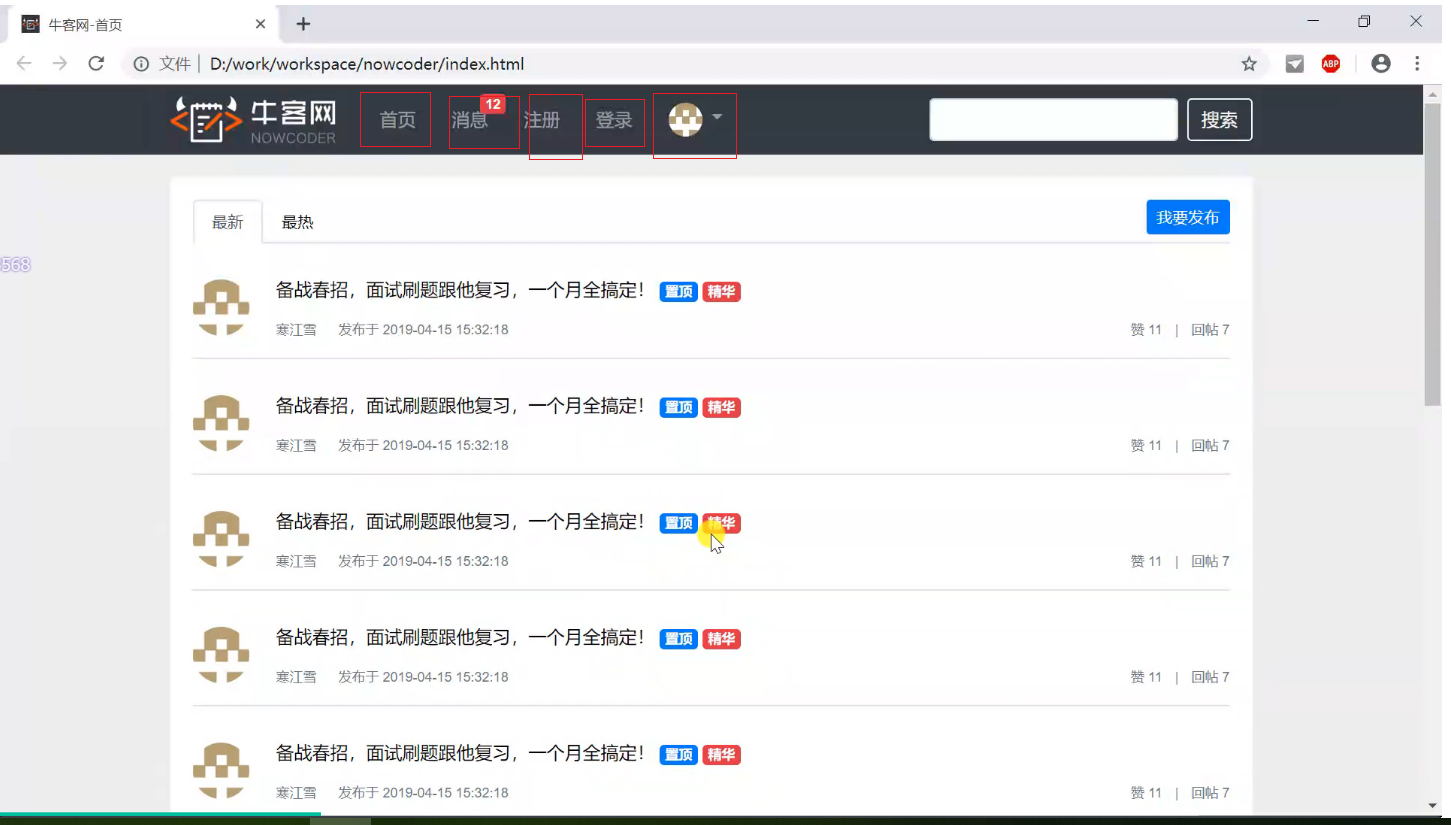 牛客网-首页
文件 | D:/work/workspace/nowcoder/index.html
ABP
牛客网 NOWCODER 首页 消息 12 注册 登录 搜索
最新 最热 我要发布
568
备战春招，面试刷题跟他复习，一个月全搞定！ 置顶 精华
寒江雪 发布于 2019-04-15 15:32:18 赞 11 | 回帖 7
备战春招，面试刷题跟他复习，一个月全搞定！ 置顶 精华
寒江雪 发布于 2019-04-15 15:32:18 赞 11 | 回帖 7
备战春招，面试刷题跟他复习，一个月全搞定！ 置顶 精华
寒江雪 发布于 2019-04-15 15:32:18 赞 11 | 回帖 7
备战春招，面试刷题跟他复习，一个月全搞定！ 置顶 精华
寒江雪 发布于 2019-04-15 15:32:18 赞 11 | 回帖 7
备战春招，面试刷题跟他复习，一个月全搞定！ 置顶 精华
寒江雪 发布于 2019-04-15 15:32:18 赞 11 | 回帖 7